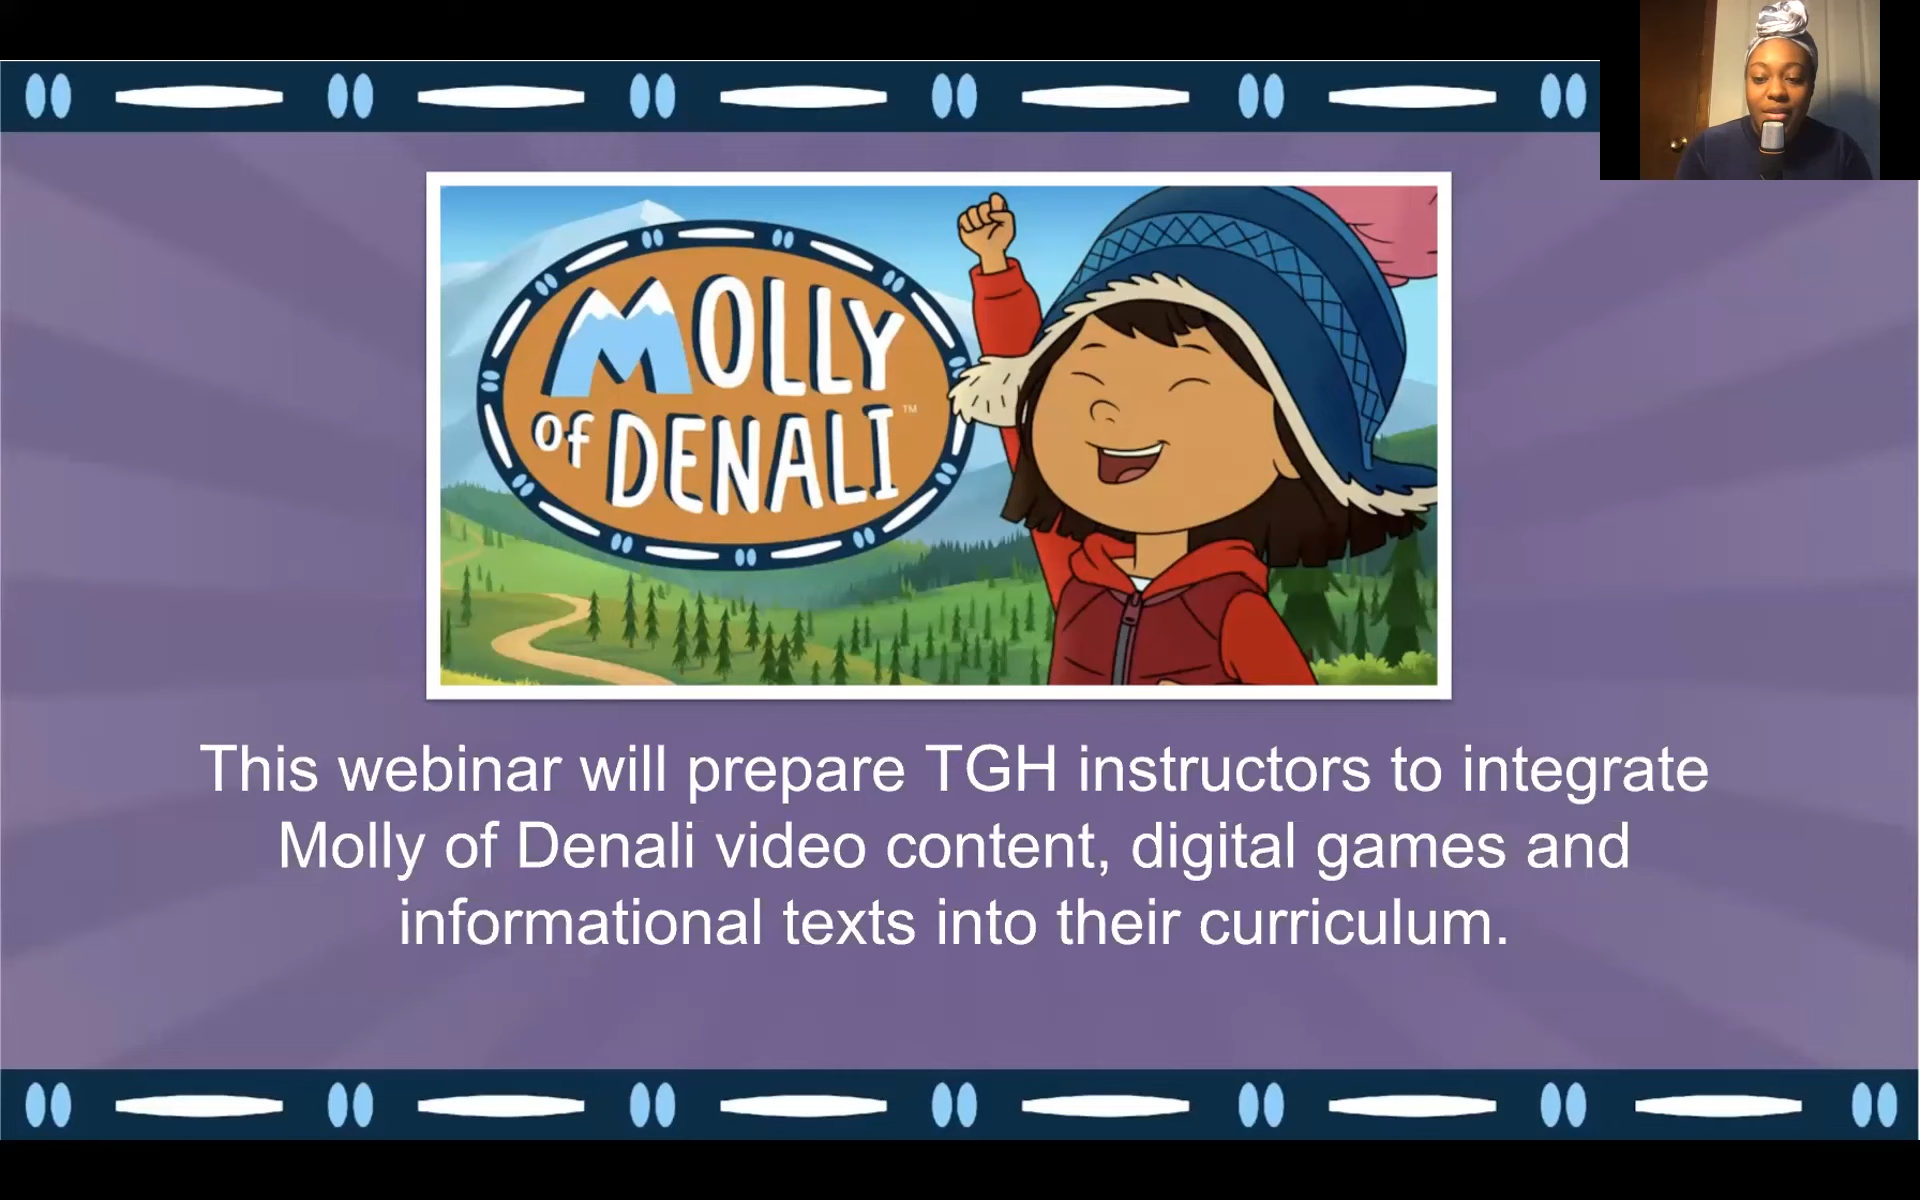 MOLLY
of DENALI ™
This webinar will prepare TGH instructors to integrate
Molly of Denali video content, digital games and
informational texts into their curriculum.